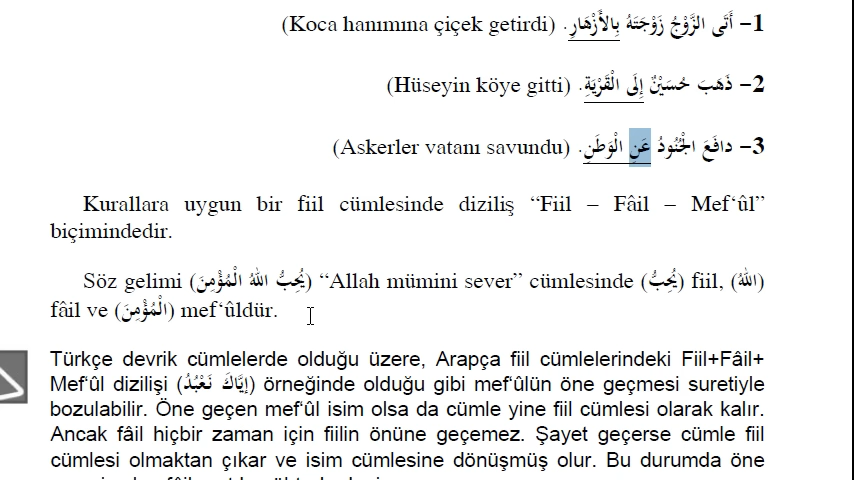 1– أَتَى الزَّوْجُ زَوْجَتَهُ بِالأَزْهَارِ. (Koca hanımına çiçek getirdi)
2– ذَهَبَ حُسَيْنٌ إِلَى الْقَرْيَةِ. (Hüseyin köye gitti)
3– دافَعَ الْجُنُودُ عَنِ الْوَطَنِ. (Askerler vatanı savundu)
Kurallara uygun bir fiil cümlesinde diziliş “Fiil – Fâil – Mef‘ûl”
biçimindedir.
Söz gelimi (يُحِبُّ اللهُ الْمُؤْمِنَ) “Allah mümini sever” cümlesinde (يُحِبُّ) fiil, (اللهُ)
fâil ve (الْمُؤْمِنَ) mef‘ûldür.
Türkçe devrik cümlelerde olduğu üzere, Arapça fiil cümlelerindeki Fiil+Fâil+
Mef‘ûl dizilişi (إِيَّاكَ نَعْبُدُ) örneğinde olduğu gibi mef‘ûlün öne geçmesi suretiyle
bozulabilir. Öne geçen mef‘ûl isim olsa da cümle yine fiil cümlesi olarak kalır.
Ancak fâil hiçbir zaman için fiilin önüne geçemez. Şayet geçerse cümle fiil
cümlesi olmaktan çıkar ve isim cümlesine dönüşmüş olur. Bu durumda öne